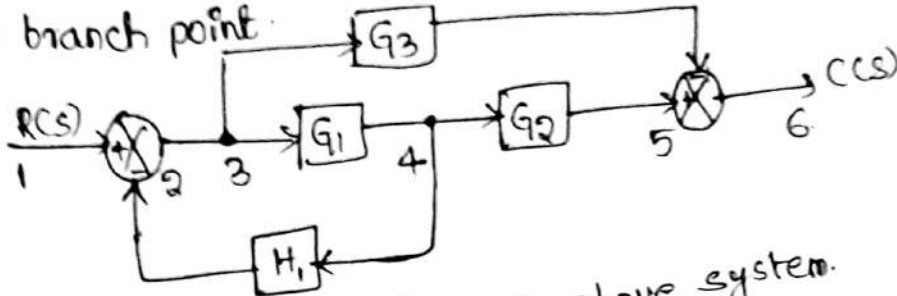 branch point.
G3
R(S) + - G1 G2 - + C(S)
1 2 3 4 5 6.
H1
above system.